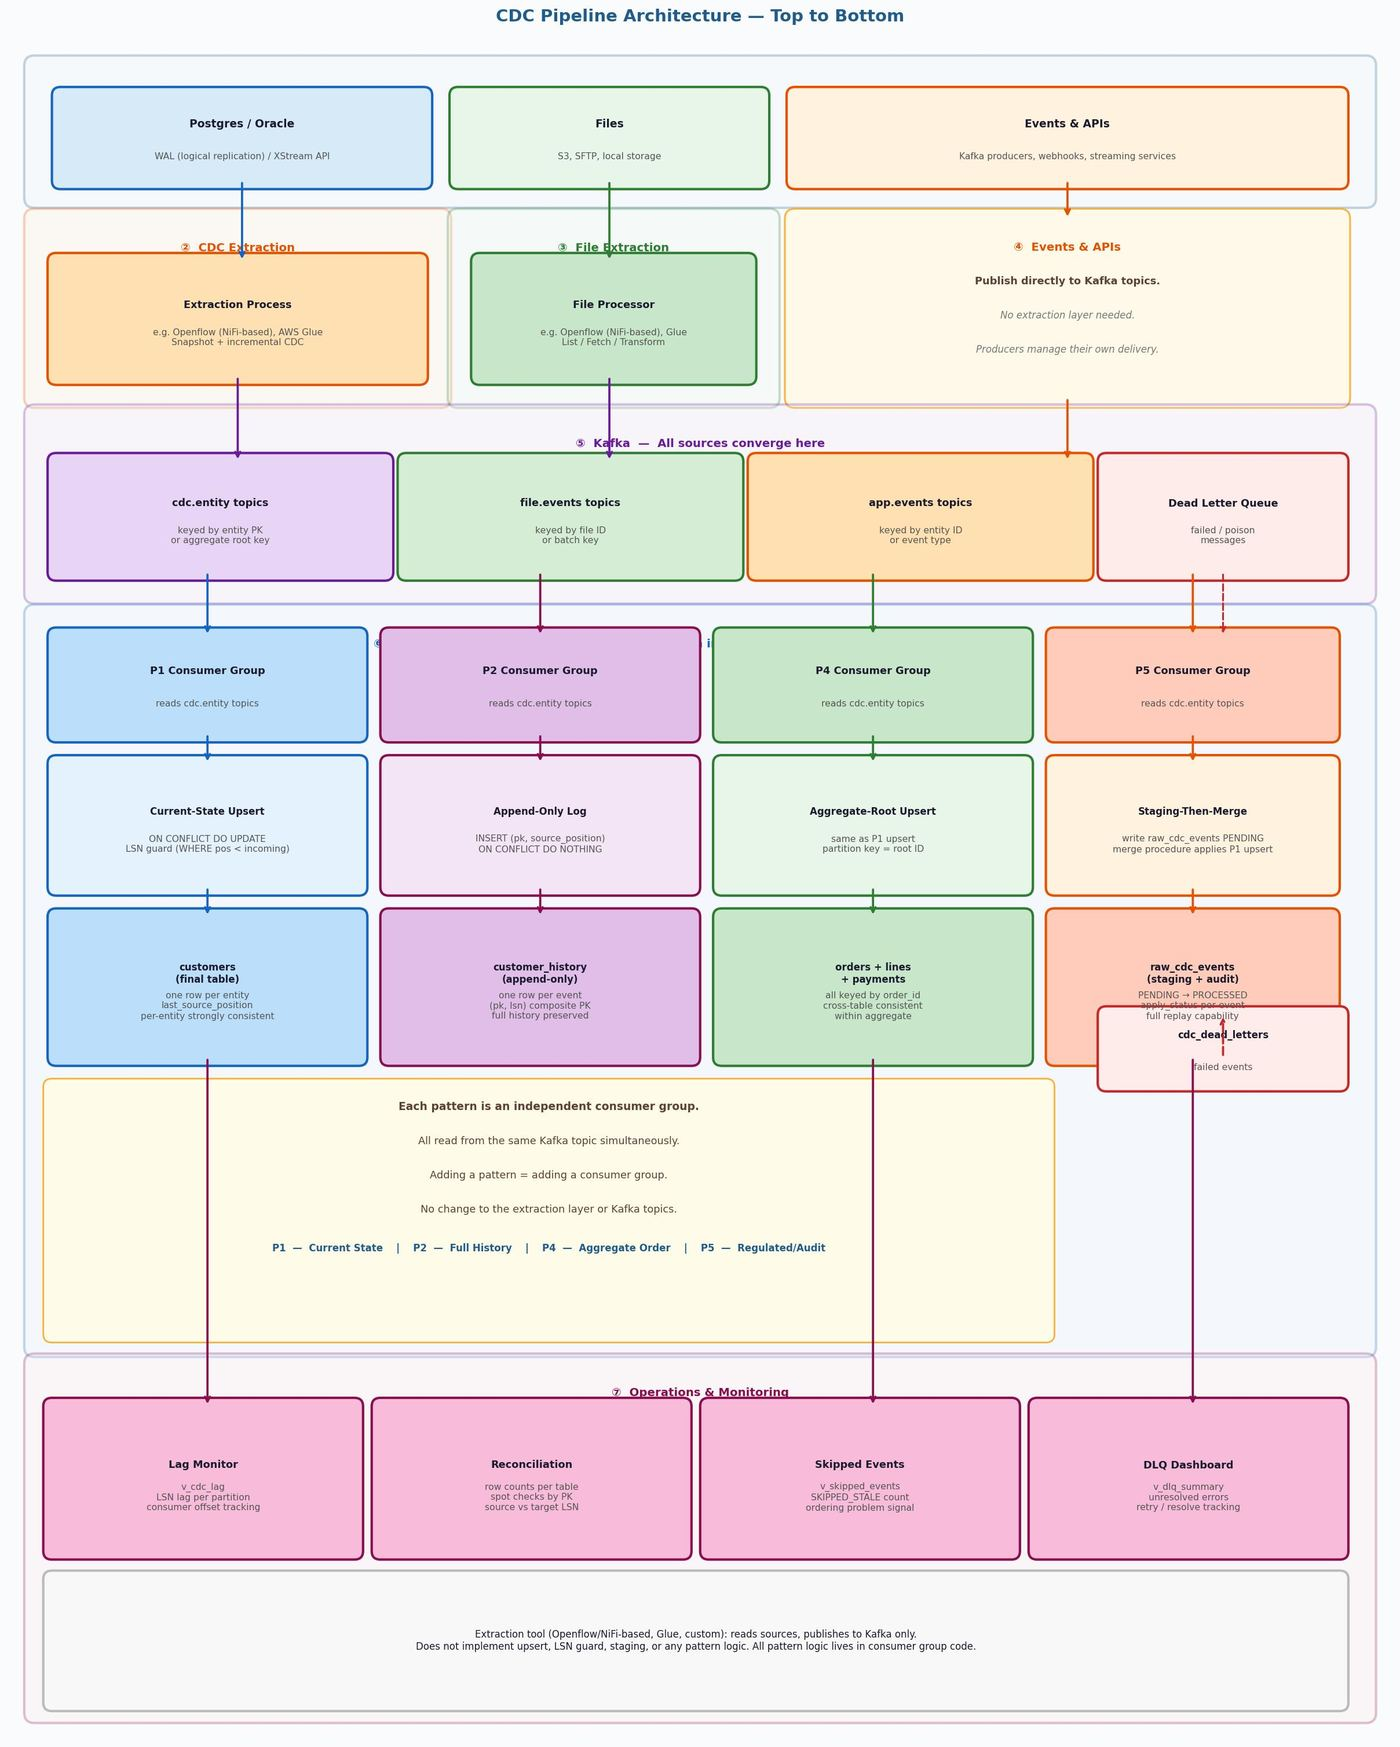 CDC Pipeline Architecture — Top to Bottom
Postgres / Oracle
WAL (logical replication) / XStream API
Files
S3, SFTP, local storage
Events & APIs
Kafka producers, webhooks, streaming services
② CDC Extraction
Extraction Process
e.g. Openflow (NiFi-based), AWS Glue
Snapshot + incremental CDC
③ File Extraction
File Processor
e.g. Openflow (NiFi-based), Glue
List / Fetch / Transform
④ Events & APIs
Publish directly to Kafka topics.
No extraction layer needed.
Producers manage their own delivery.
⑤ Kafka — All sources converge here
cdc.entity topics
keyed by entity PK
or aggregate root key
file.events topics
keyed by file ID
or batch key
app.events topics
keyed by entity ID
or event type
Dead Letter Queue
failed / poison
messages
P1 Consumer Group
reads cdc.entity topics
P2 Consumer Group
reads cdc.entity topics
P4 Consumer Group
reads cdc.entity topics
P5 Consumer Group
reads cdc.entity topics
Current-State Upsert
ON CONFLICT DO UPDATE
LSN guard (WHERE pos < incoming)
Append-Only Log
INSERT (pk, source_position)
ON CONFLICT DO NOTHING
Aggregate-Root Upsert
same as P1 upsert
partition key = root ID
Staging-Then-Merge
write raw_cdc_events PENDING
merge procedure applies P1 upsert
customers
(final table)
one row per entity
last_source_position
per-entity strongly consistent
customer_history
(append-only)
one row per event
(pk, lsn) composite PK
full history preserved
orders + lines
+ payments
all keyed by order_id
cross-table consistent
within aggregate
raw_cdc_events
(staging + audit)
PENDING → PROCESSED
apply_status per event
full replay capability
cdc_dead_letters
failed events
Each pattern is an independent consumer group.
All read from the same Kafka topic simultaneously.
Adding a pattern = adding a consumer group.
No change to the extraction layer or Kafka topics.
P1 — Current State | P2 — Full History | P4 — Aggregate Order | P5 — Regulated/Audit
⑦ Operations & Monitoring
Lag Monitor
v_cdc_lag
LSN lag per partition
consumer offset tracking
Reconciliation
row counts per table
spot checks by PK
source vs target LSN
Skipped Events
v_skipped_events
SKIPPED_STALE count
ordering problem signal
DLQ Dashboard
v_dlq_summary
unresolved errors
retry / resolve tracking
Extraction tool (Openflow/NiFi-based, Glue, custom): reads sources, publishes to Kafka only.
Does not implement upsert, LSN guard, staging, or any pattern logic. All pattern logic lives in consumer group code.